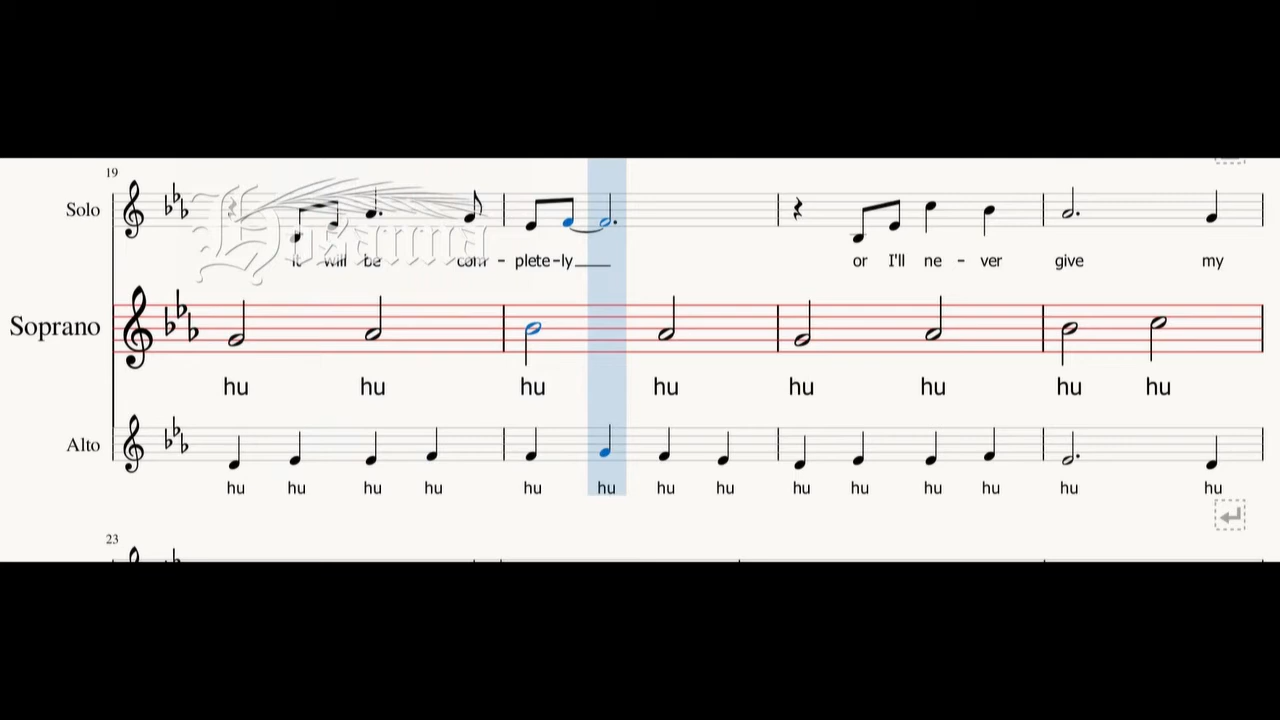 19
Solo
Hosanna
It will be com - plete - ly or I'll ne - ver give my
Soprano
hu hu hu hu hu hu hu hu
Alto
hu hu hu hu hu hu hu hu hu hu hu hu hu hu
23